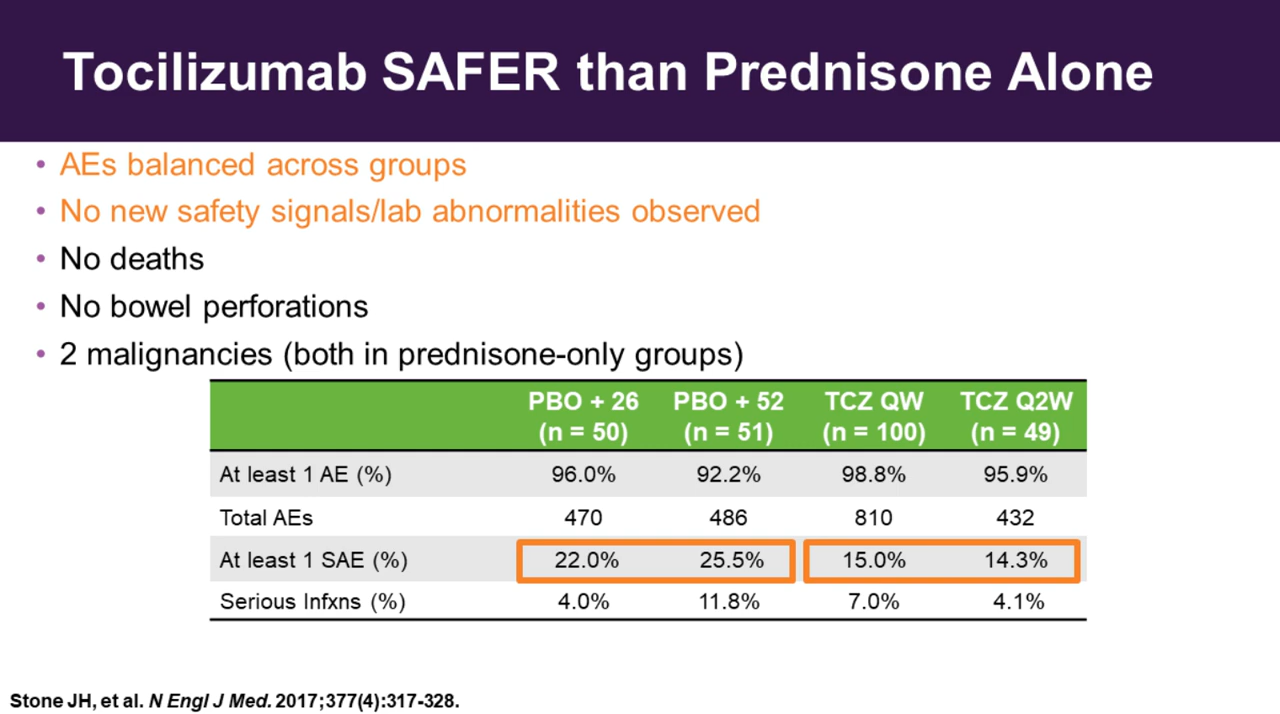 Tocilizumab SAFER than Prednisone Alone
• AEs balanced across groups
• No new safety signals/lab abnormalities observed
• No deaths
• No bowel perforations
• 2 malignancies (both in prednisone-only groups)
PBO + 26 PBO + 52 TCZ QW TCZ Q2W
(n = 50) (n = 51) (n = 100) (n = 49)
At least 1 AE (%) 96.0% 92.2% 98.8% 95.9%
Total AEs 470 486 810 432
At least 1 SAE (%) 22.0% 25.5% 15.0% 14.3%
Serious Infxns (%) 4.0% 11.8% 7.0% 4.1%
Stone JH, et al. N Engl J Med. 2017;377(4):317-328.